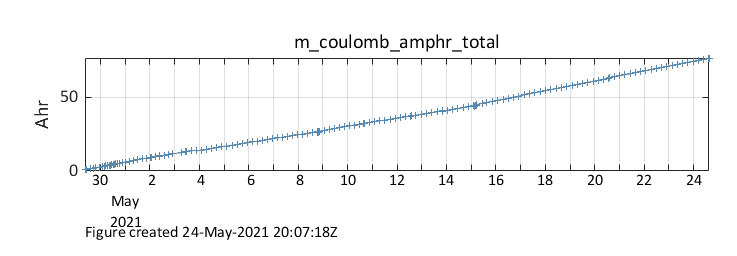 m_coulomb_amphr_total
Ahr
50
0
30 2 4 6 8 10 12 14 16 18 20 22 24
May
2021
Figure created 24-May-2021 20:07:18Z